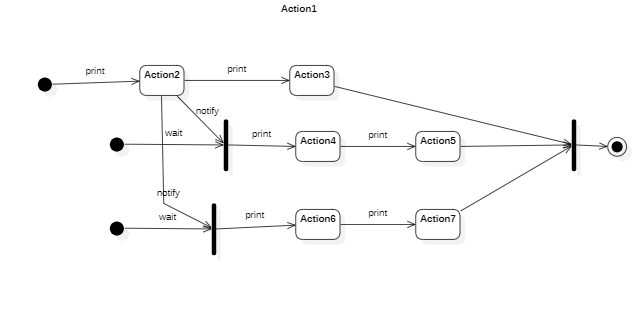 Action1
print
Action2
print
Action3
notify
wait
print
Action4
print
Action5
notify
wait
print
Action6
print
Action7